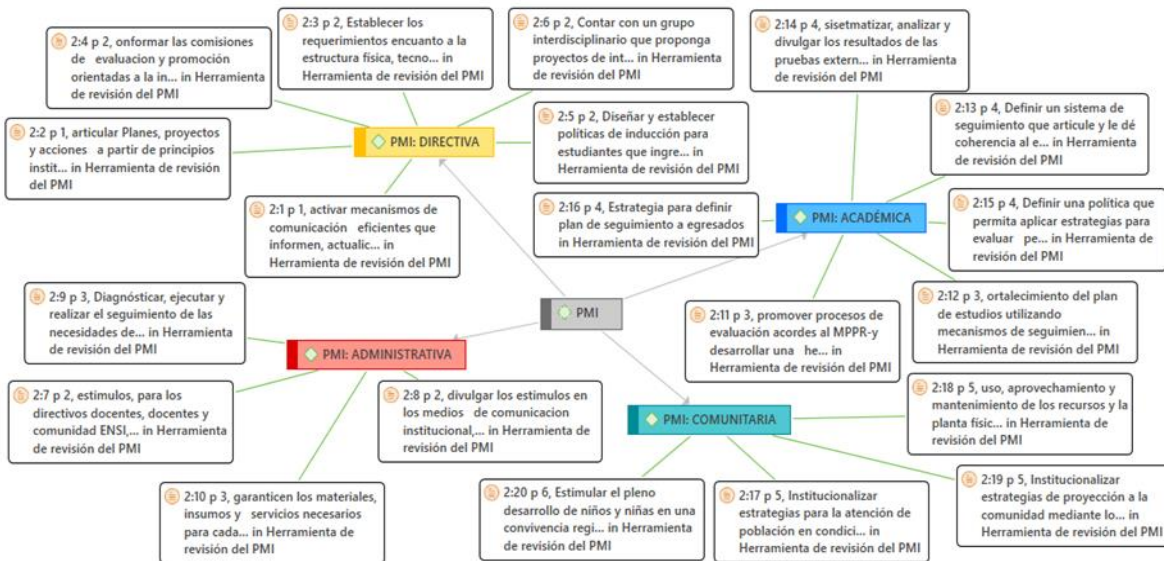 2:4 p 2, onformar las comisiones
de evaluacion y promoción
orientadas a la in... in Herramienta
de revisión del PMI
2:3 p 2, Establecer los
requerimientos encuanto a la
estructura física, tecno... in
Herramienta de revisión del PMI
2:6 p 2, Contar con un grupo
interdisciplinario que proponga
proyectos de int... in Herramienta
de revisión del PMI
2:14 p 4, sisetmatizar, analizar y
divulgar los resultados de las
pruebas extern... in Herramienta
de revisión del PMI
2:2 p 1, articular Planes, proyectos
y acciones a partir de principios
instit... in Herramienta de revisión
del PMI
PMI: DIRECTIVA
2:5 p 2, Diseñar y establecer
políticas de inducción para
estudiantes que ingre... in
Herramienta de revisión del PMI
2:13 p 4, Definir un sistema de
seguimiento que articule y le dé
coherencia al e... in Herramienta
de revisión del PMI
2:1 p 1, activar mecanismos de
comunicación eficientes que
informen, actualic... in
Herramienta de revisión del PMI
2:16 p 4, Estrategia para definir
plan de seguimiento a egresados
in Herramienta de revisión del PMI
PMI: ACADÉMICA
2:15 p 4, Definir una política que
permita aplicar estrategias para
evaluar pe... in Herramienta de
revisión del PMI
2:9 p 3, Diagnósticar, ejecutar y
realizar el seguimiento de las
necesidades de... in Herramienta
de revisión del PMI
PMI
2:11 p 3, promover procesos de
evaluación acordes al MPPR-y
desarrollar una he... in
Herramienta de revisión del PMI
2:12 p 3, ortalecimiento del plan
de estudios utilizando
mecanismos de seguimien... in
Herramienta de revisión del PMI
PMI: ADMINISTRATIVA
2:7 p 2, estimulos, para los
directivos docentes, docentes y
comunidad ENSI,... in Herramienta
de revisión del PMI
2:8 p 2, divulgar los estimulos en
los medios de comunicacion
institucional,... in Herramienta de
revisión del PMI
PMI: COMUNITARIA
2:18 p 5, uso, aprovechamiento y
mantenimiento de los recursos y la
planta físic... in Herramienta de
revisión del PMI
2:10 p 3, garanticen los materiales,
insumos y servicios necesarios
para cada... in Herramienta de
revisión del PMI
2:20 p 6, Estimular el pleno
desarrollo de niños y niñas en una
convivencia regi... in Herramienta
de revisión del PMI
2:17 p 5, Institucionalizar
estrategias para la atención de
población en condici... in
Herramienta de revisión del PMI
2:19 p 5, Institucionalizar
estrategias de proyección a la
comunidad mediante lo... in
Herramienta de revisión del PMI